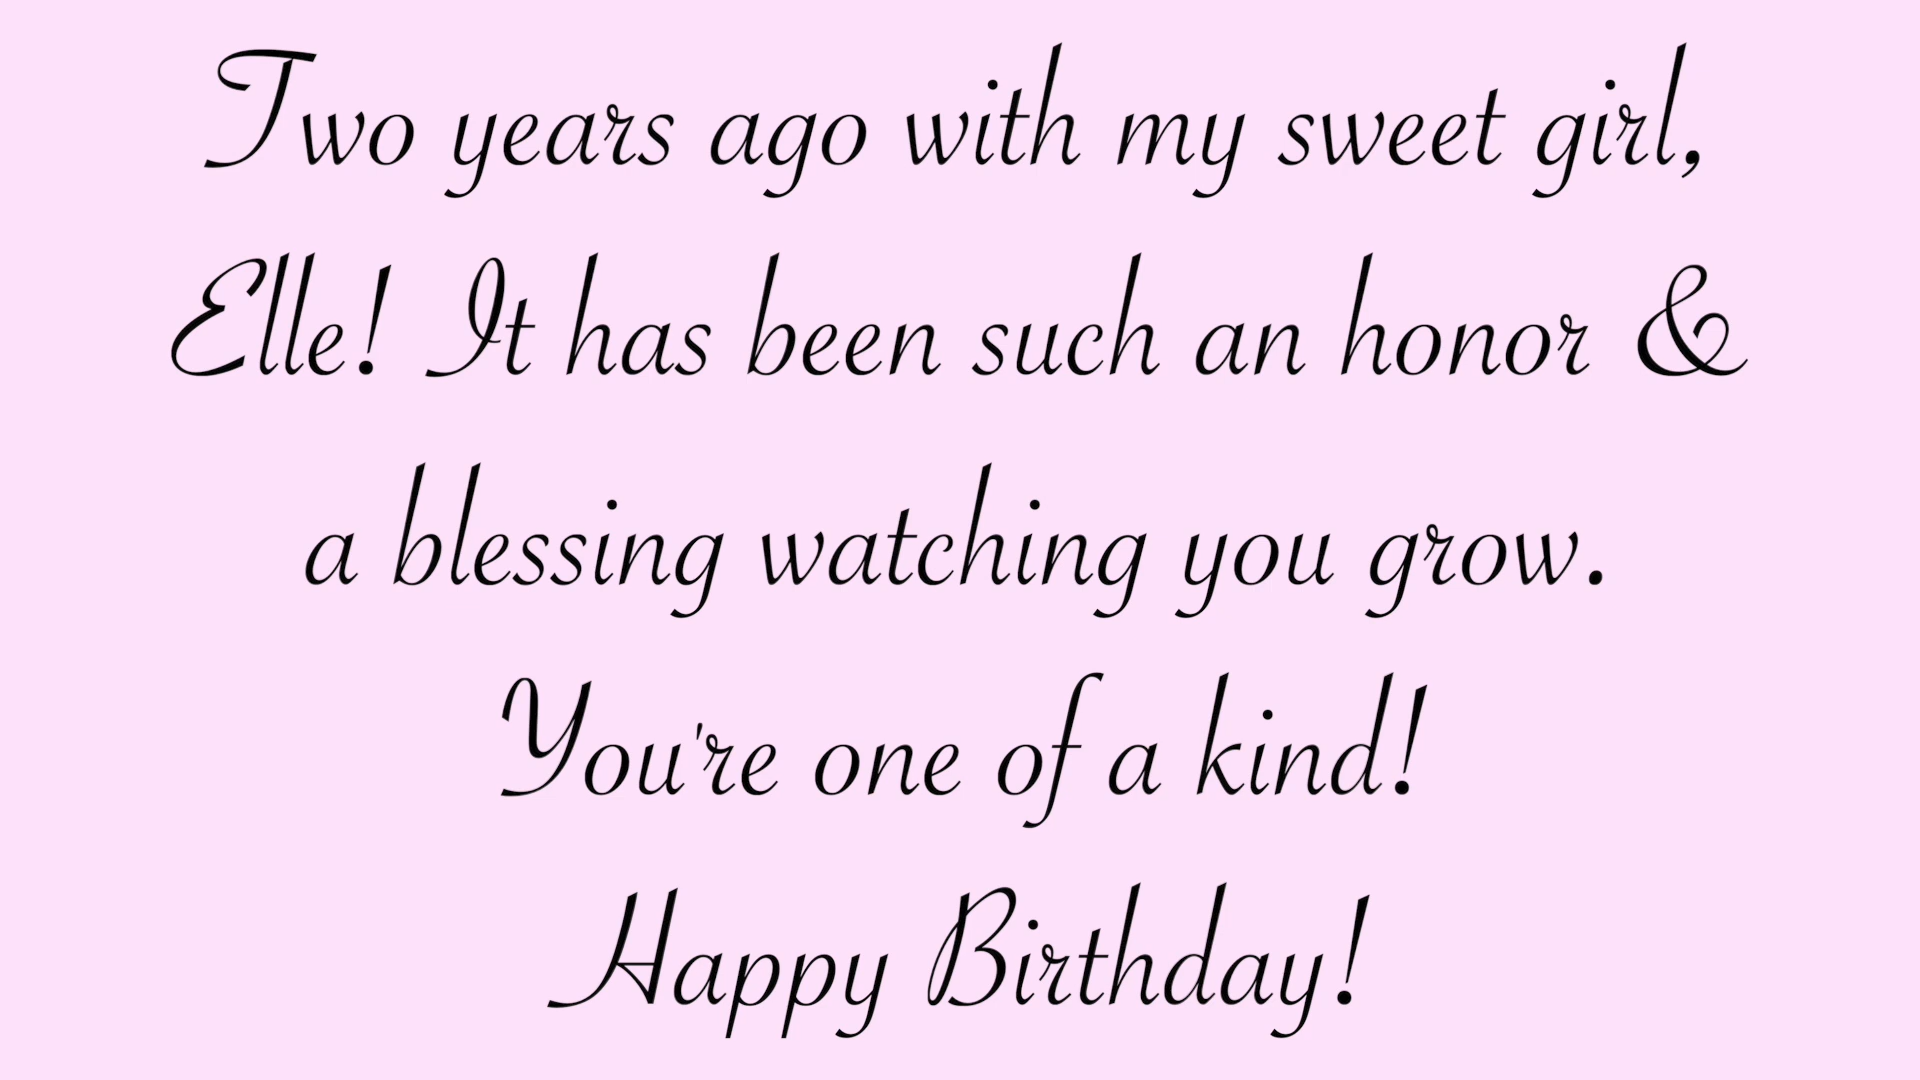 Two years ago with my sweet girl,
Elle! It has been such an honor &
a blessing watching you grow.
You're one of a kind!
Happy Birthday!